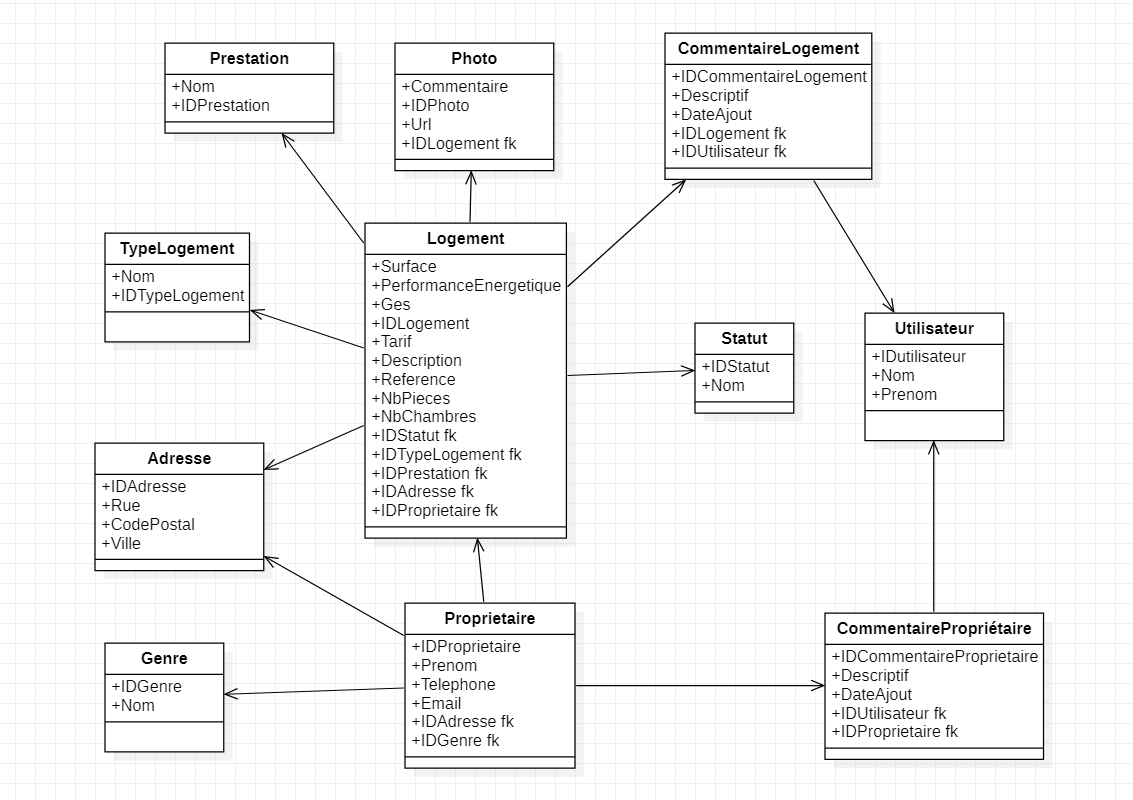 Prestation
+Nom
+IDPrestation
Photo
+Commentaire
+IDPhoto
+Url
+IDLogement fk
CommentaireLogement
+IDCommentaireLogement
+Descriptif
+DateAjout
+IDLogement fk
+IDUtilisateur fk
TypeLogement
+Nom
+IDTypeLogement
Logement
+Surface
+PerformanceEnergetique
+Ges
+IDLogement
+Tarif
+Description
+Reference
+NbPieces
+NbChambres
+IDStatut fk
+IDTypeLogement fk
+IDPrestation fk
+IDAdresse fk
+IDProprietaire fk
Statut
+IDStatut
+Nom
Utilisateur
+IDutilisateur
+Nom
+Prenom
Adresse
+IDAdresse
+Rue
+CodePostal
+Ville
Genre
+IDGenre
+Nom
Proprietaire
+IDProprietaire
+Prenom
+Telephone
+Email
+IDAdresse fk
+IDGenre fk
CommentairePropriétaire
+IDCommentaireProprietaire
+Descriptif
+DateAjout
+IDUtilisateur fk
+IDProprietaire fk